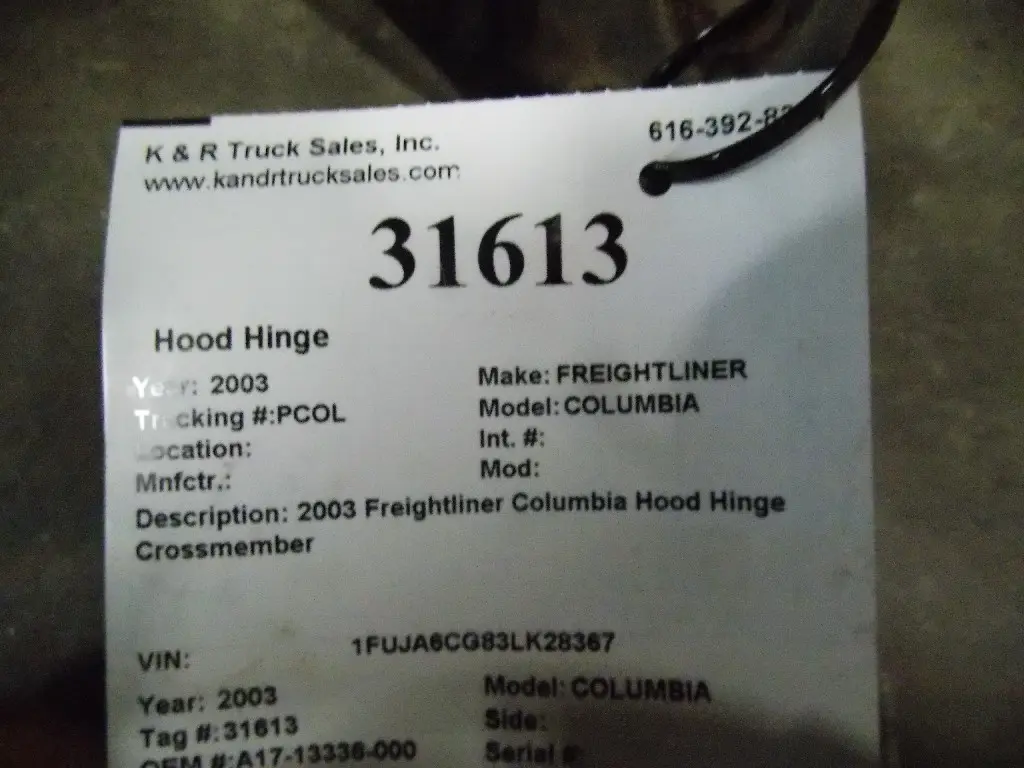 K & R Truck Sales, Inc. 616-392-8
www.kandrtrucksales.com
31613
Hood Hinge
Year: 2003 Make: FREIGHTLINER
Tracking #:PCOL Model: COLUMBIA
Location: Int. #:
Mnfctr.: Mod:
Description: 2003 Freightliner Columbia Hood Hinge
Crossmember
VIN: 1FUJA6CG83LK28367
Year: 2003 Model: COLUMBIA
Tag #: 31613 Side:
OEM #:A17-13336-000 Serial #: